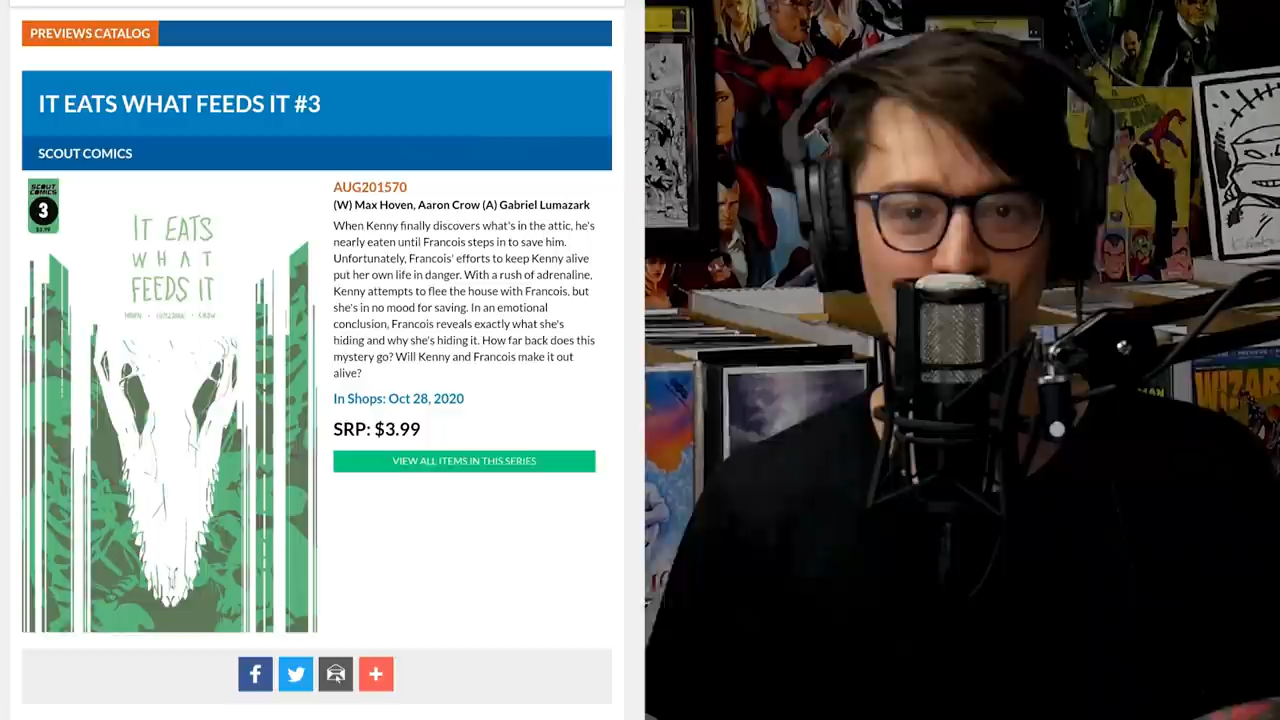 PREVIEWS CATALOG
IT EATS WHAT FEEDS IT #3
SCOUT COMICS
SCOUT
COMICS
3
$3.99
IT EATS
WHAT
FEEDS IT
AUG201570
(W) Max Hoven, Aaron Crow (A) Gabriel Lumazark
When Kenny finally discovers what's in the attic, he's
nearly eaten until Francois steps in to save him.
Unfortunately, Francois' efforts to keep Kenny alive
put her own life in danger. With a rush of adrenaline,
Kenny attempts to flee the house with Francois, but
she's in no mood for saving. In an emotional
conclusion, Francois reveals exactly what she's
hiding and why she's hiding it. How far back does this
mystery go? Will Kenny and Francois make it out
alive?
In Shops: Oct 28, 2020
SRP: $3.99
VIEW ALL ITEMS IN THIS SERIES
WIZAR